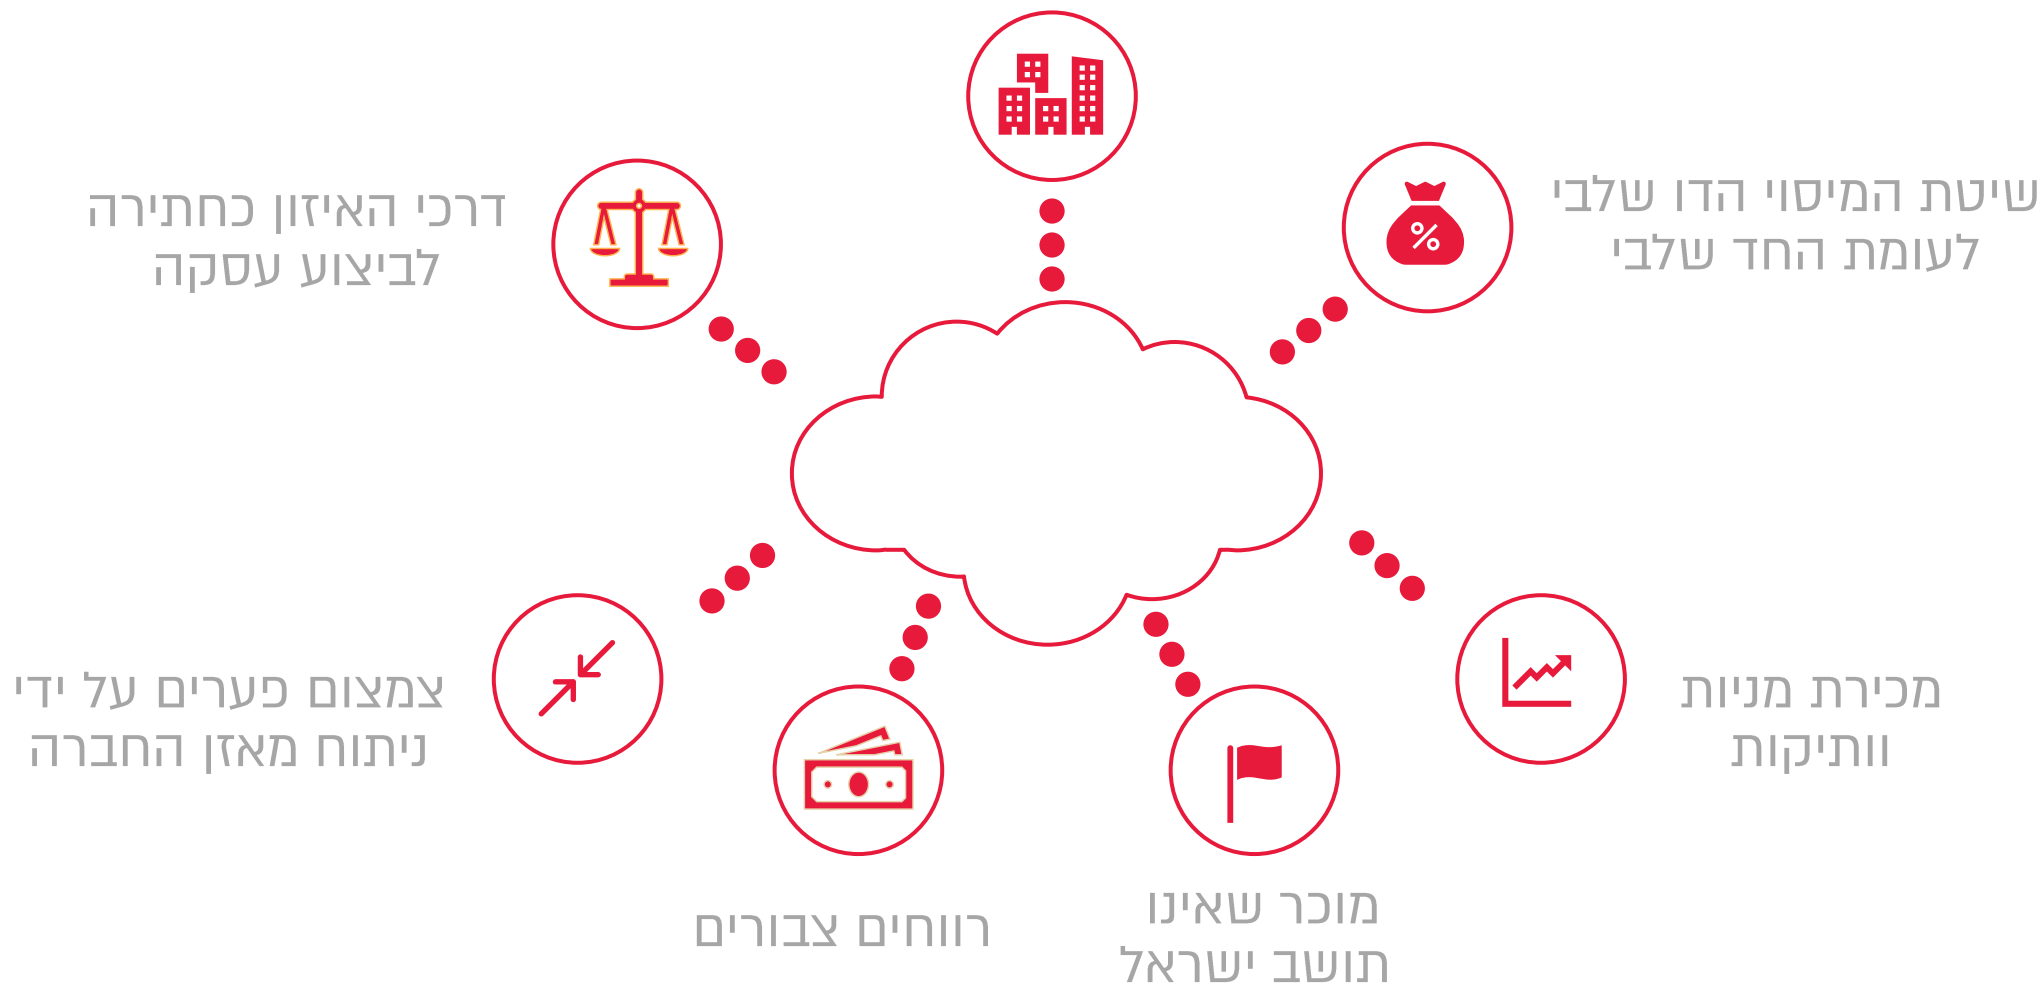 שיטת המיסוי הדו שלבי
לעומת החד שלבי
דרכי האיזון כחתירה
לביצוע עסקה
מכירת מניות
וותיקות
צמצום פערים על ידי
ניתוח מאזן החברה
מוכר שאינו
תושב ישראל
רווחים צבורים
%